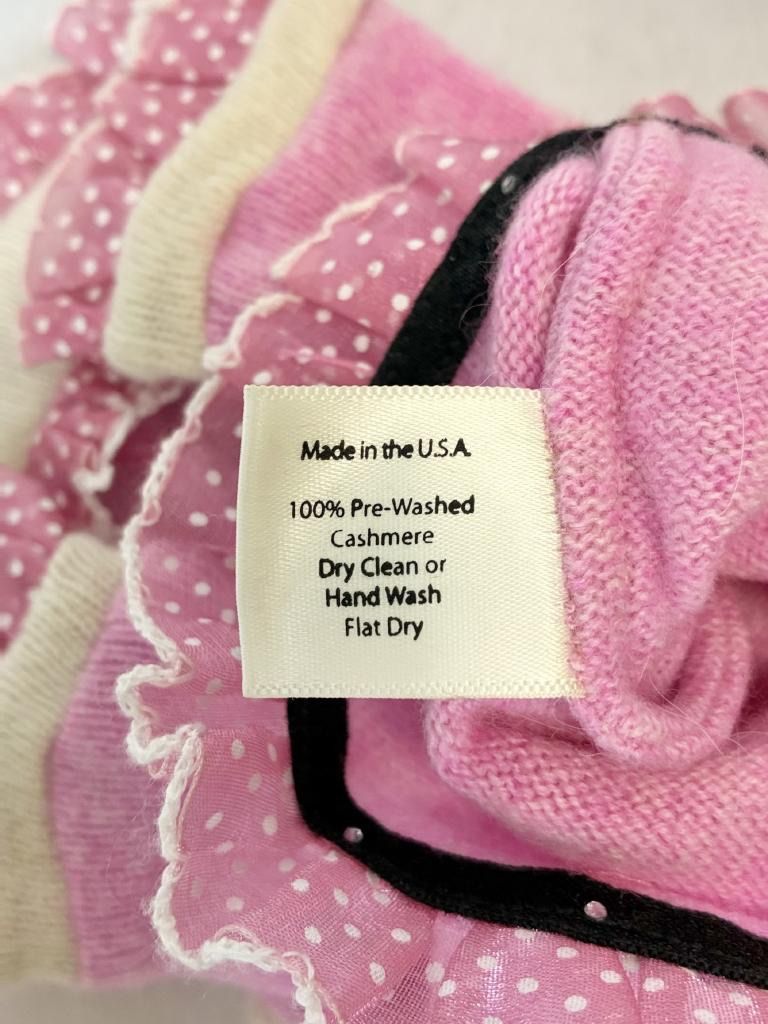 Made in the U.S.A.
100% Pre-Washed
Cashmere
Dry Clean or
Hand Wash
Flat Dry